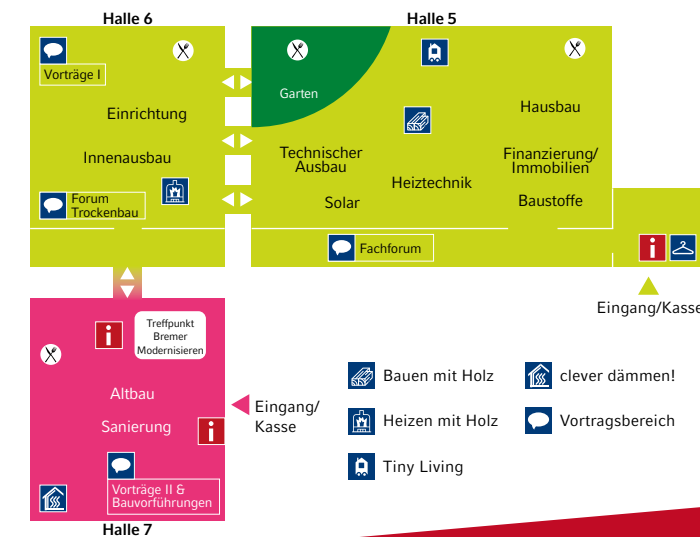 Halle 6
Halle 5
Vorträge I
Einrichtung
Innenausbau
Forum
Trockenbau
Garten
Technischer
Ausbau
Solar
Heiztechnik
Hausbau
Finanzierung/
Immobilien
Baustoffe
Fachforum
i
Eingang/Kasse
i
Treffpunkt
Bremer
Modernisieren
Altbau
Sanierung
i
Vorträge II &
Bauvorführungen
Halle 7
Eingang/
Kasse
Bauen mit Holz
clever dämmen!
Heizen mit Holz
Vortragsbereich
Tiny Living